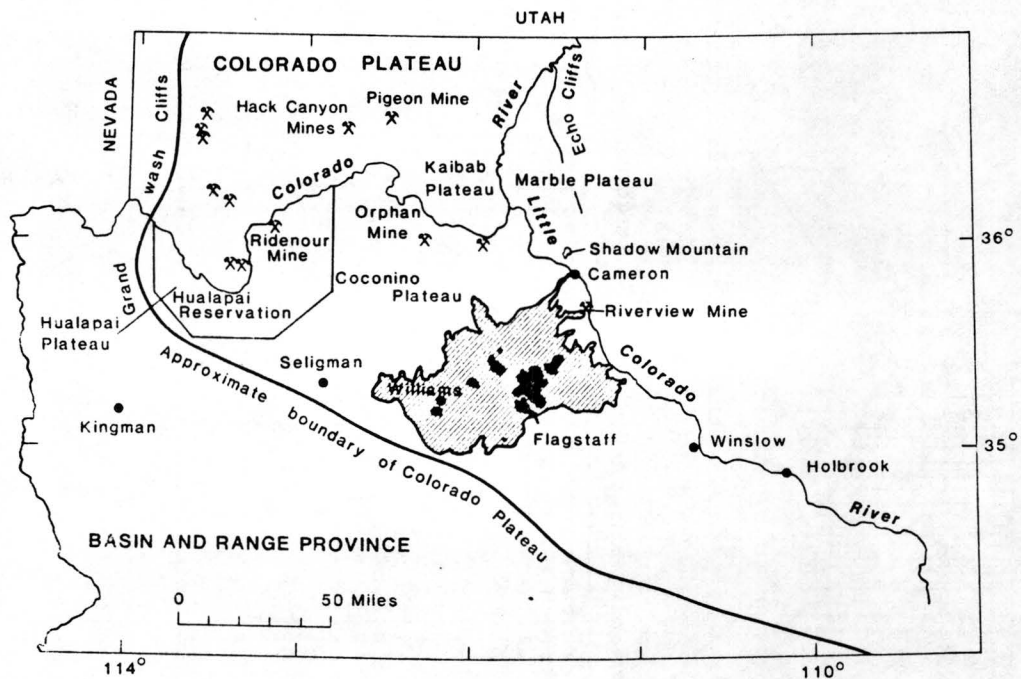 UTAH
NEVADA
COLORADO PLATEAU
Grand wash Cliffs
Hack Canyon
Mines
Pigeon Mine
River
Echo Cliffs
Colorado
Kaibab
Plateau
Marble Plateau
Little
Orphan
Mine
Ridenour
Mine
Shadow Mountain
36°
Cameron
Coconino
Plateau
Hualapai
Reservation
Riverview Mine
Hualapai
Plateau
Colorado
Seligman
Williams
Approximate boundary of Colorado Plateau
Kingman
Flagstaff
Winslow
35°
Holbrook
River
BASIN AND RANGE PROVINCE
0 50 Miles
114°
110°